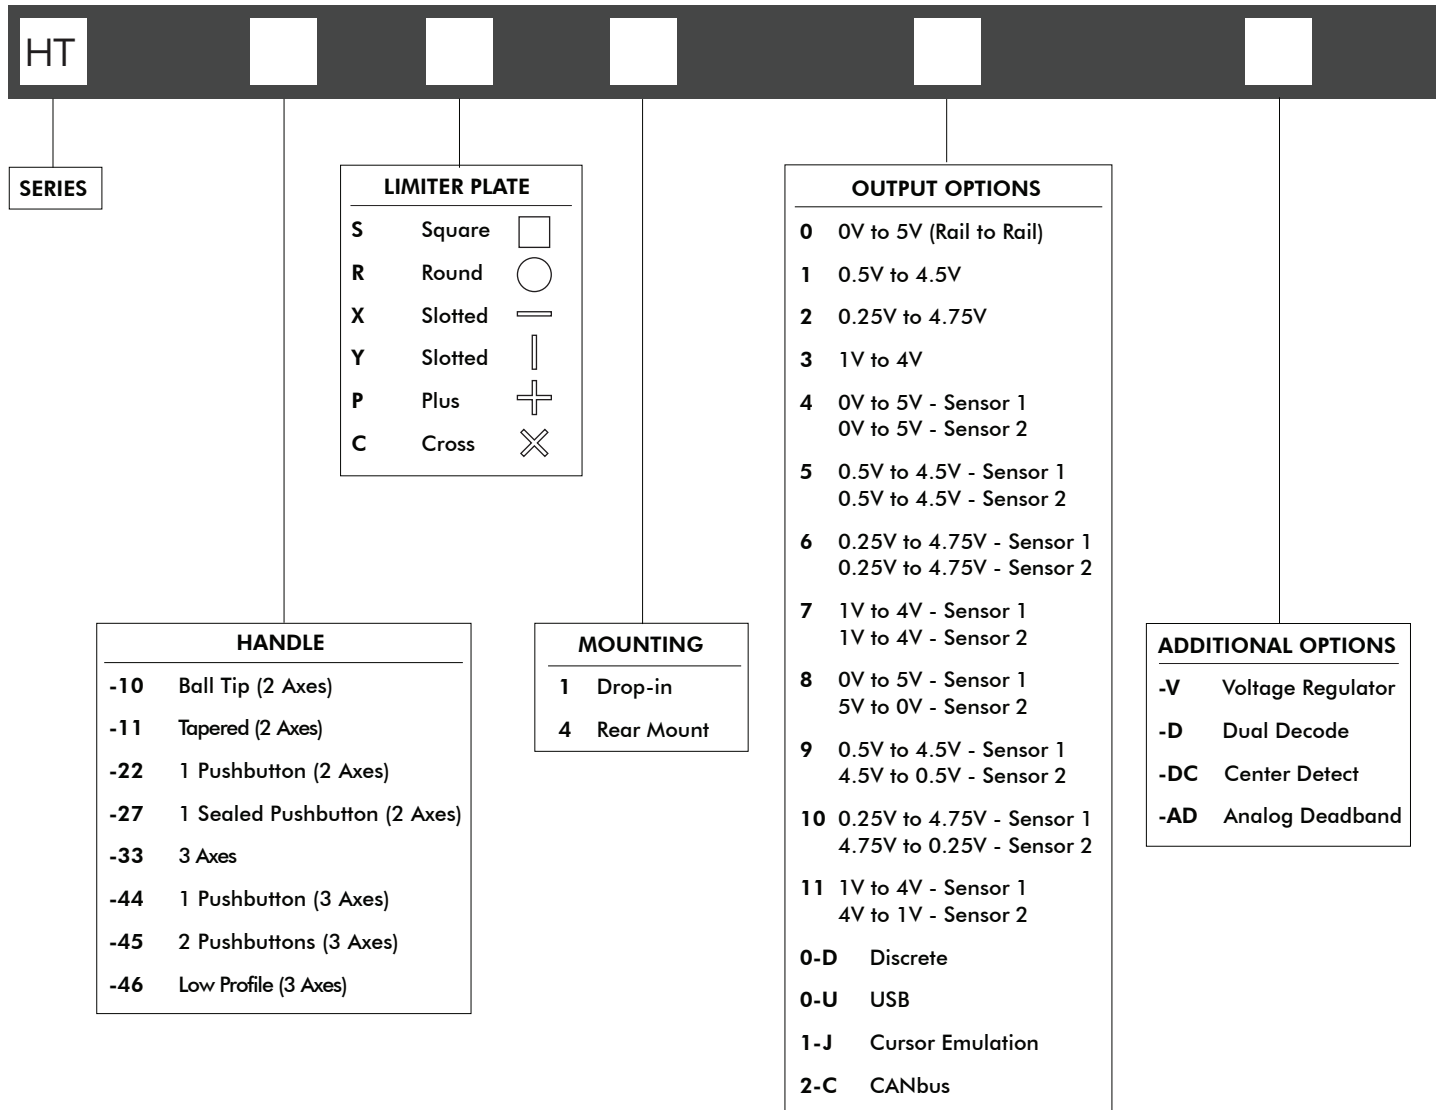 HT
SERIES
LIMITER PLATE
S Square
R Round
X Slotted
Y Slotted
P Plus
C Cross
HANDLE
-10 Ball Tip (2 Axes)
-11 Tapered (2 Axes)
-22 1 Pushbutton (2 Axes)
-27 1 Sealed Pushbutton (2 Axes)
-33 3 Axes
-44 1 Pushbutton (3 Axes)
-45 2 Pushbuttons (3 Axes)
-46 Low Profile (3 Axes)
MOUNTING
1 Drop-in
4 Rear Mount
OUTPUT OPTIONS
0 0V to 5V (Rail to Rail)
1 0.5V to 4.5V
2 0.25V to 4.75V
3 1V to 4V
4 0V to 5V - Sensor 1
0V to 5V - Sensor 2
5 0.5V to 4.5V - Sensor 1
0.5V to 4.5V - Sensor 2
6 0.25V to 4.75V - Sensor 1
0.25V to 4.75V - Sensor 2
7 1V to 4V - Sensor 1
1V to 4V - Sensor 2
8 0V to 5V - Sensor 1
5V to 0V - Sensor 2
9 0.5V to 4.5V - Sensor 1
4.5V to 0.5V - Sensor 2
10 0.25V to 4.75V - Sensor 1
4.75V to 0.25V - Sensor 2
11 1V to 4V - Sensor 1
4V to 1V - Sensor 2
0-D Discrete
0-U USB
1-J Cursor Emulation
2-C CANbus
ADDITIONAL OPTIONS
-V Voltage Regulator
-D Dual Decode
-DC Center Detect
-AD Analog Deadband